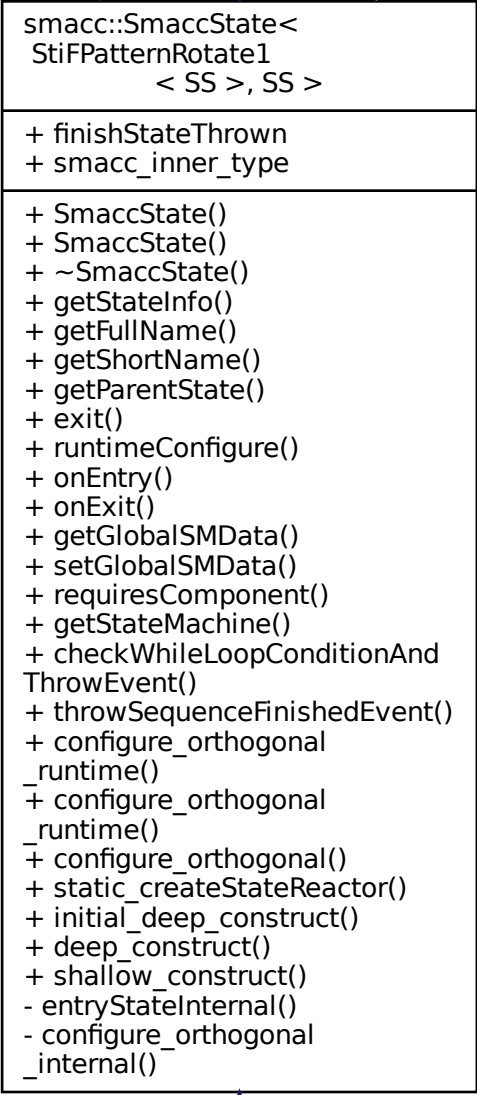 smacc::SmaccState<
StiFPatternRotate1
< SS >, SS >
+ finishStateThrown
+ smacc_inner_type
+ SmaccState()
+ SmaccState()
+ ~SmaccState()
+ getStateInfo()
+ getFullName()
+ getShortName()
+ getParentState()
+ exit()
+ runtimeConfigure()
+ onEntry()
+ onExit()
+ getGlobalSMData()
+ setGlobalSMData()
+ requiresComponent()
+ getStateMachine()
+ checkWhileLoopConditionAnd
ThrowEvent()
+ throwSequenceFinishedEvent()
+ configure_orthogonal
_runtime()
+ configure_orthogonal
_runtime()
+ configure_orthogonal()
+ static_createStateReactor()
+ initial_deep_construct()
+ deep_construct()
+ shallow_construct()
- entryStateInternal()
- configure_orthogonal
_internal()